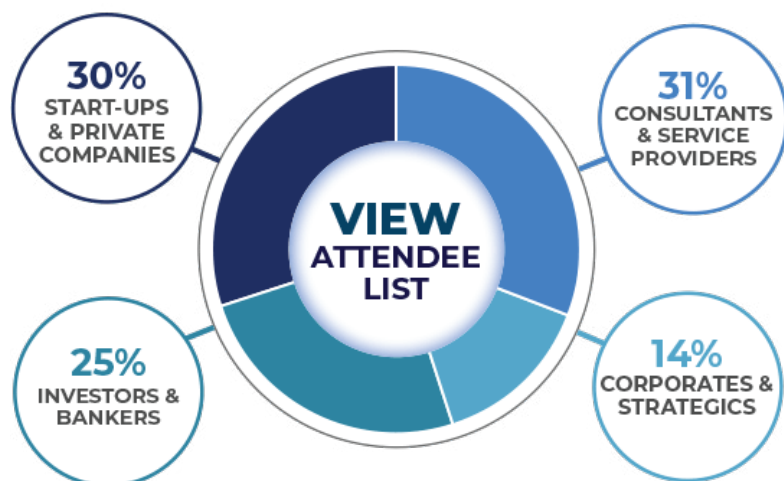 30%
START-UPS
& PRIVATE
COMPANIES
31%
CONSULTANTS
& SERVICE
PROVIDERS
VIEW
ATTENDEE
LIST
25%
INVESTORS &
BANKERS
14%
CORPORATES &
STRATEGICS